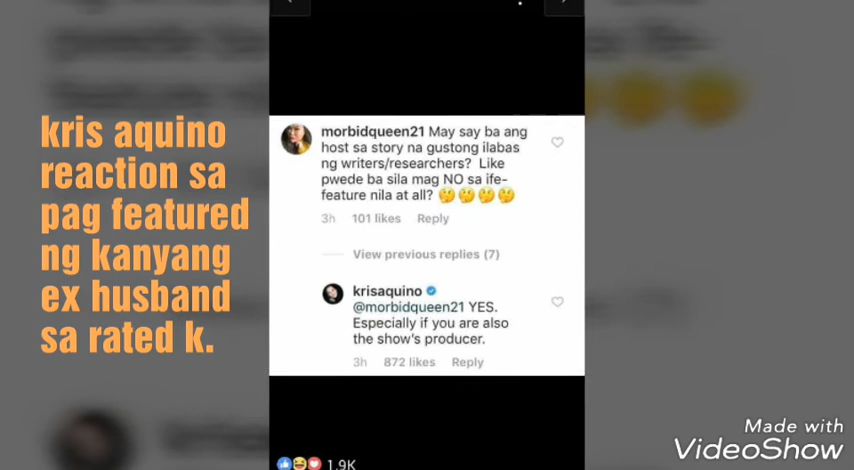 kris aquino
reaction sa
pag featured
ng kanyang
ex husband
sa rated k.
morbidqueen21 May say ba ang
host sa story na gustong ilabas
ng writers/researchers? Like
pwede ba sila mag NO sa ife-
feature nila at all? 🤔🤔🤔🤔
3h 101 likes Reply
View previous replies (7)
krisaquino
@morbidqueen21 YES.
Especially if you are also
the show's producer.
3h 872 likes Reply
1.9K
Made with
VideoShow